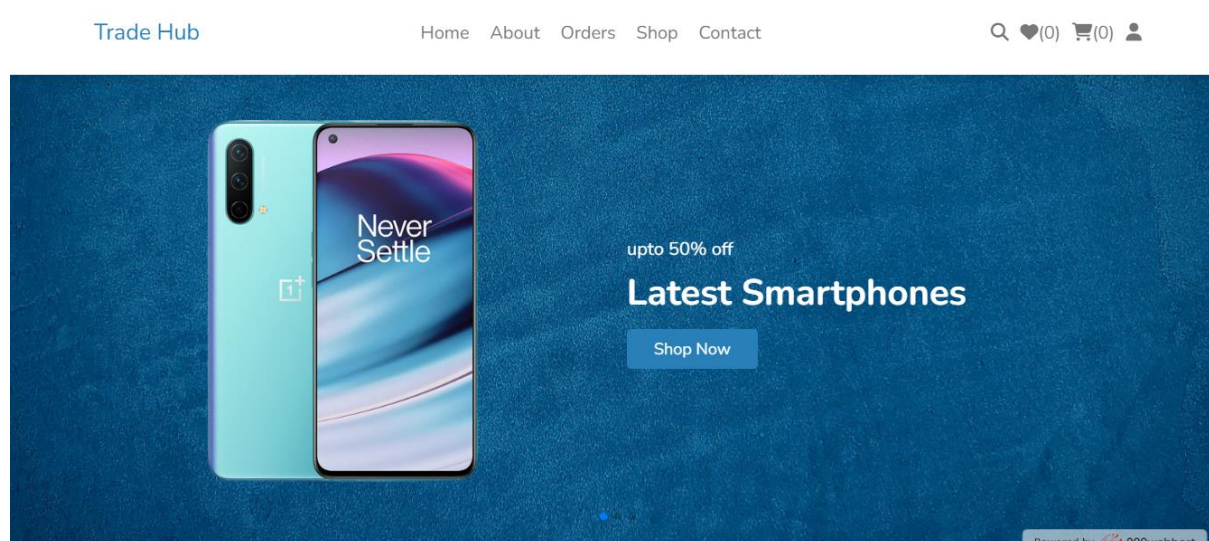 Trade Hub Home About Orders Shop Contact (0) (0)
Never
Settle
upto 50% off
Latest Smartphones
Shop Now